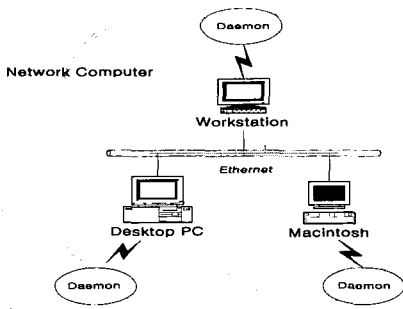 Daemon
Network Computer
Workstation
Ethernet
Desktop PC
Macintosh
Daemon
Daemon